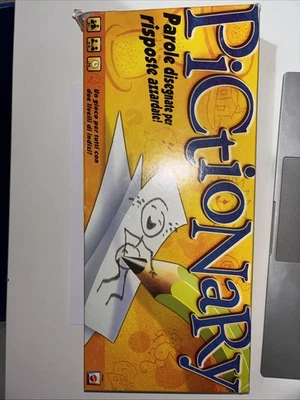 PiCtioNaRy
Parole disegnate per
risposte azzardate!
Un gioco per tutti con
due livelli di indizi!